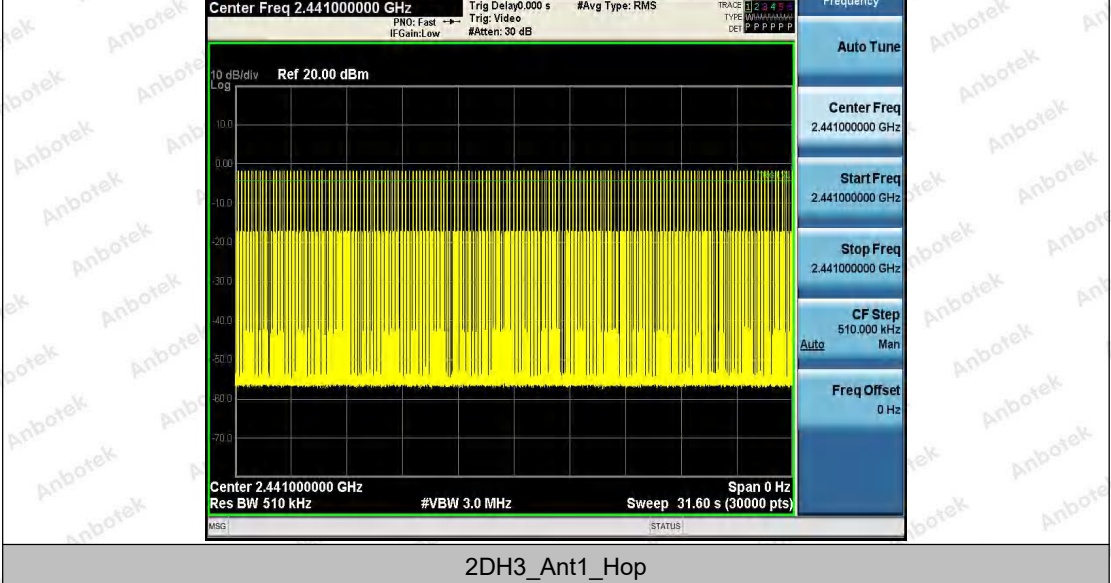 Frequency
Center Freq 2.441000000 GHz
Trig Delay0.000 s
#Avg Type: RMS
TRACE 1 2 3 4 5 6
PNO: Fast
Trig: Video
TYPE
IFGain:Low
#Atten: 30 dB
DET P P P P P P
Auto Tune
10 dB/div
Ref 20.00 dBm
Log
Center Freq
2.441000000 GHz
10.0
0.00
Start Freq
2.441000000 GHz
-10.0
-20.0
Stop Freq
2.441000000 GHz
-30.0
CF Step
510.000 kHz
Auto Man
-40.0
-50.0
Freq Offset
0 Hz
-60.0
-70.0
Center 2.441000000 GHz
Span 0 Hz
Res BW 510 kHz
#VBW 3.0 MHz
Sweep 31.60 s (30000 pts)
MSG
STATUS
2DH3_Ant1_Hop
Anbotek